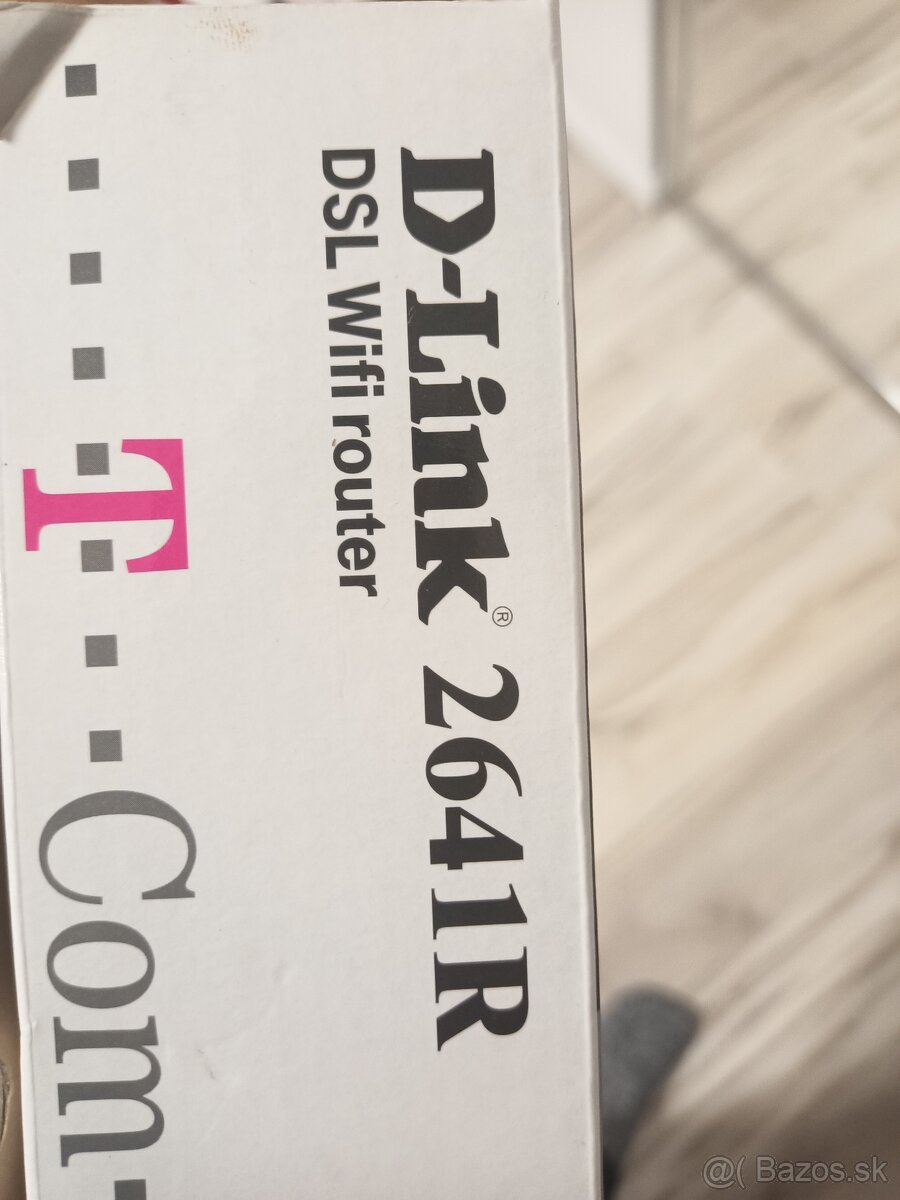 D-Link® 2641R
DSL Wifi router
T Com
@( Bazos.sk